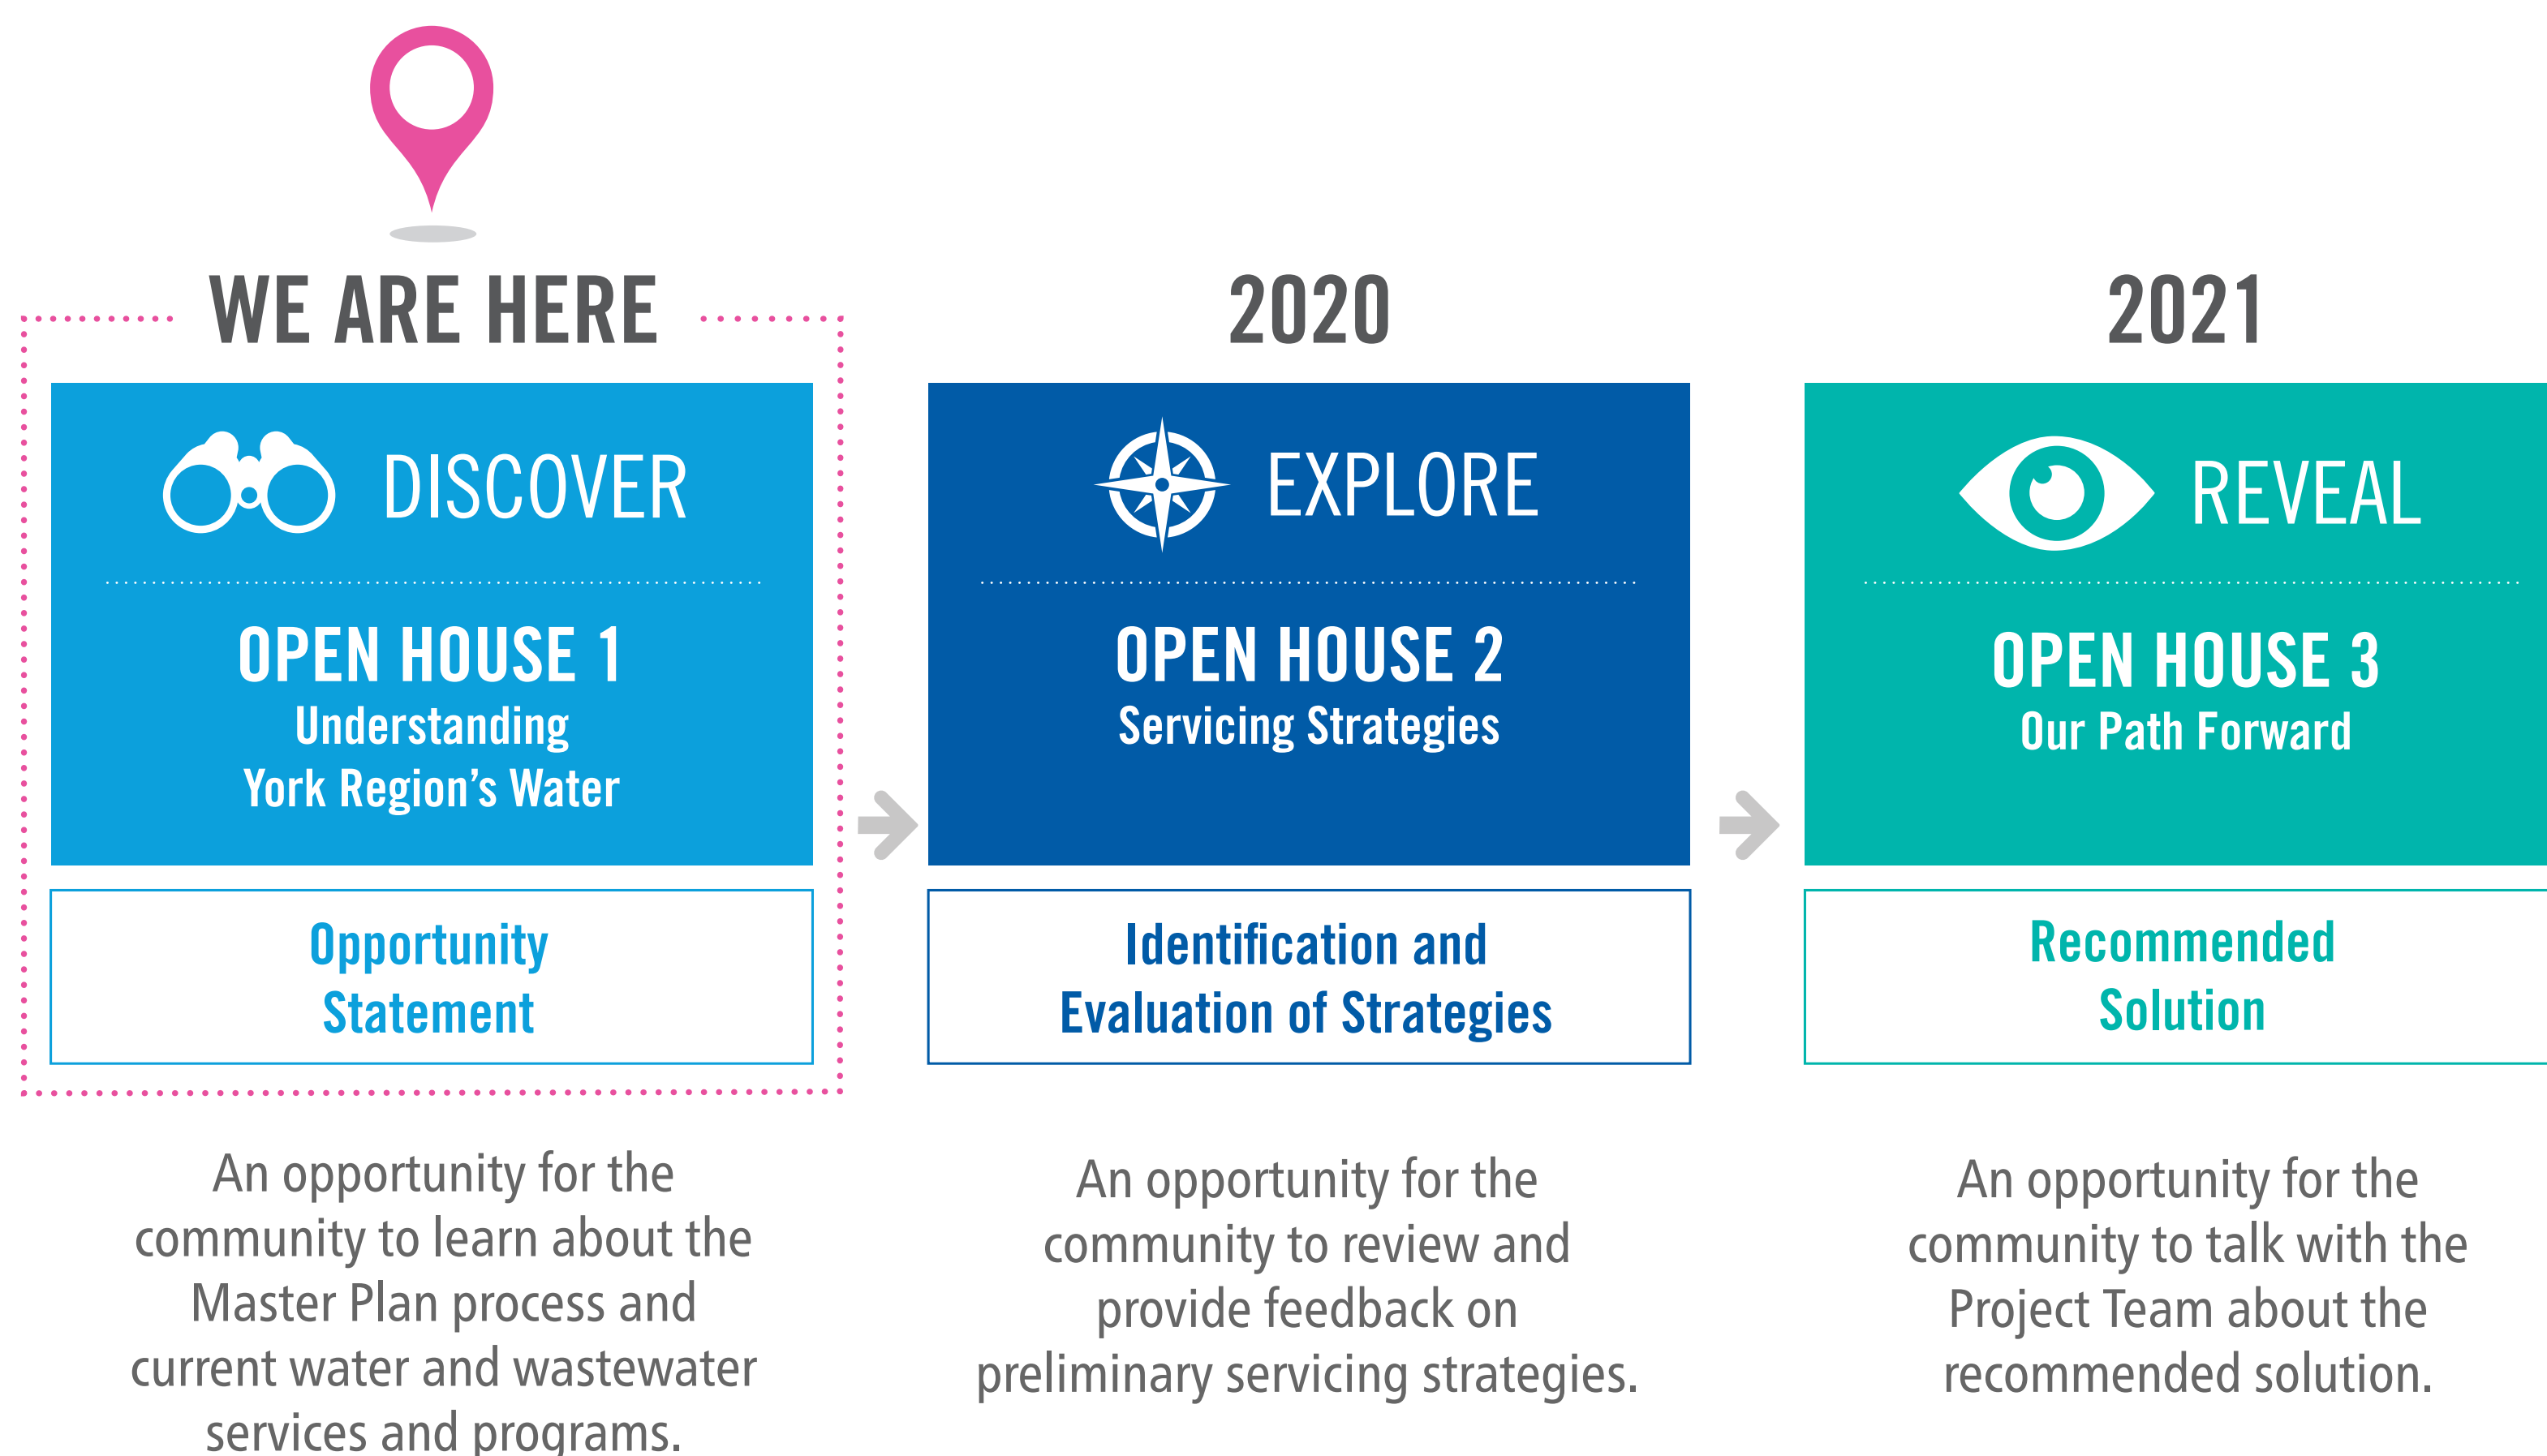 WE ARE HERE
DISCOVER
OPEN HOUSE 1
Understanding
York Region’s Water
Opportunity
Statement
An opportunity for the
community to learn about the
Master Plan process and
current water and wastewater
services and programs.
2020
EXPLORE
OPEN HOUSE 2
Servicing Strategies
Identification and
Evaluation of Strategies
An opportunity for the
community to review and
provide feedback on
preliminary servicing strategies.
2021
REVEAL
OPEN HOUSE 3
Our Path Forward
Recommended
Solution
An opportunity for the
community to talk with the
Project Team about the
recommended solution.